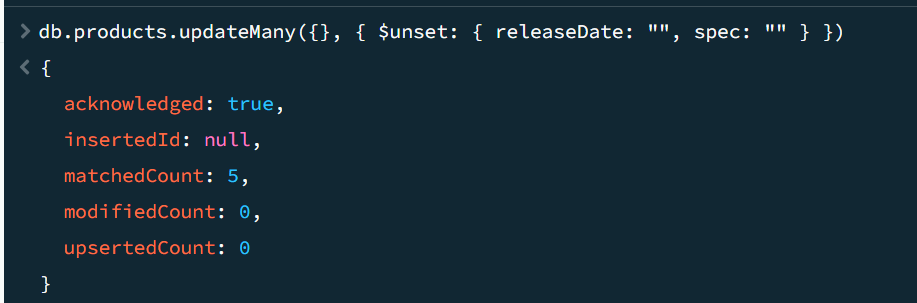 > db.products.updateMany({}, { $unset: { releaseDate: "", spec: "" } })
< {
acknowledged: true,
insertedId: null,
matchedCount: 5,
modifiedCount: 0,
upsertedCount: 0
}